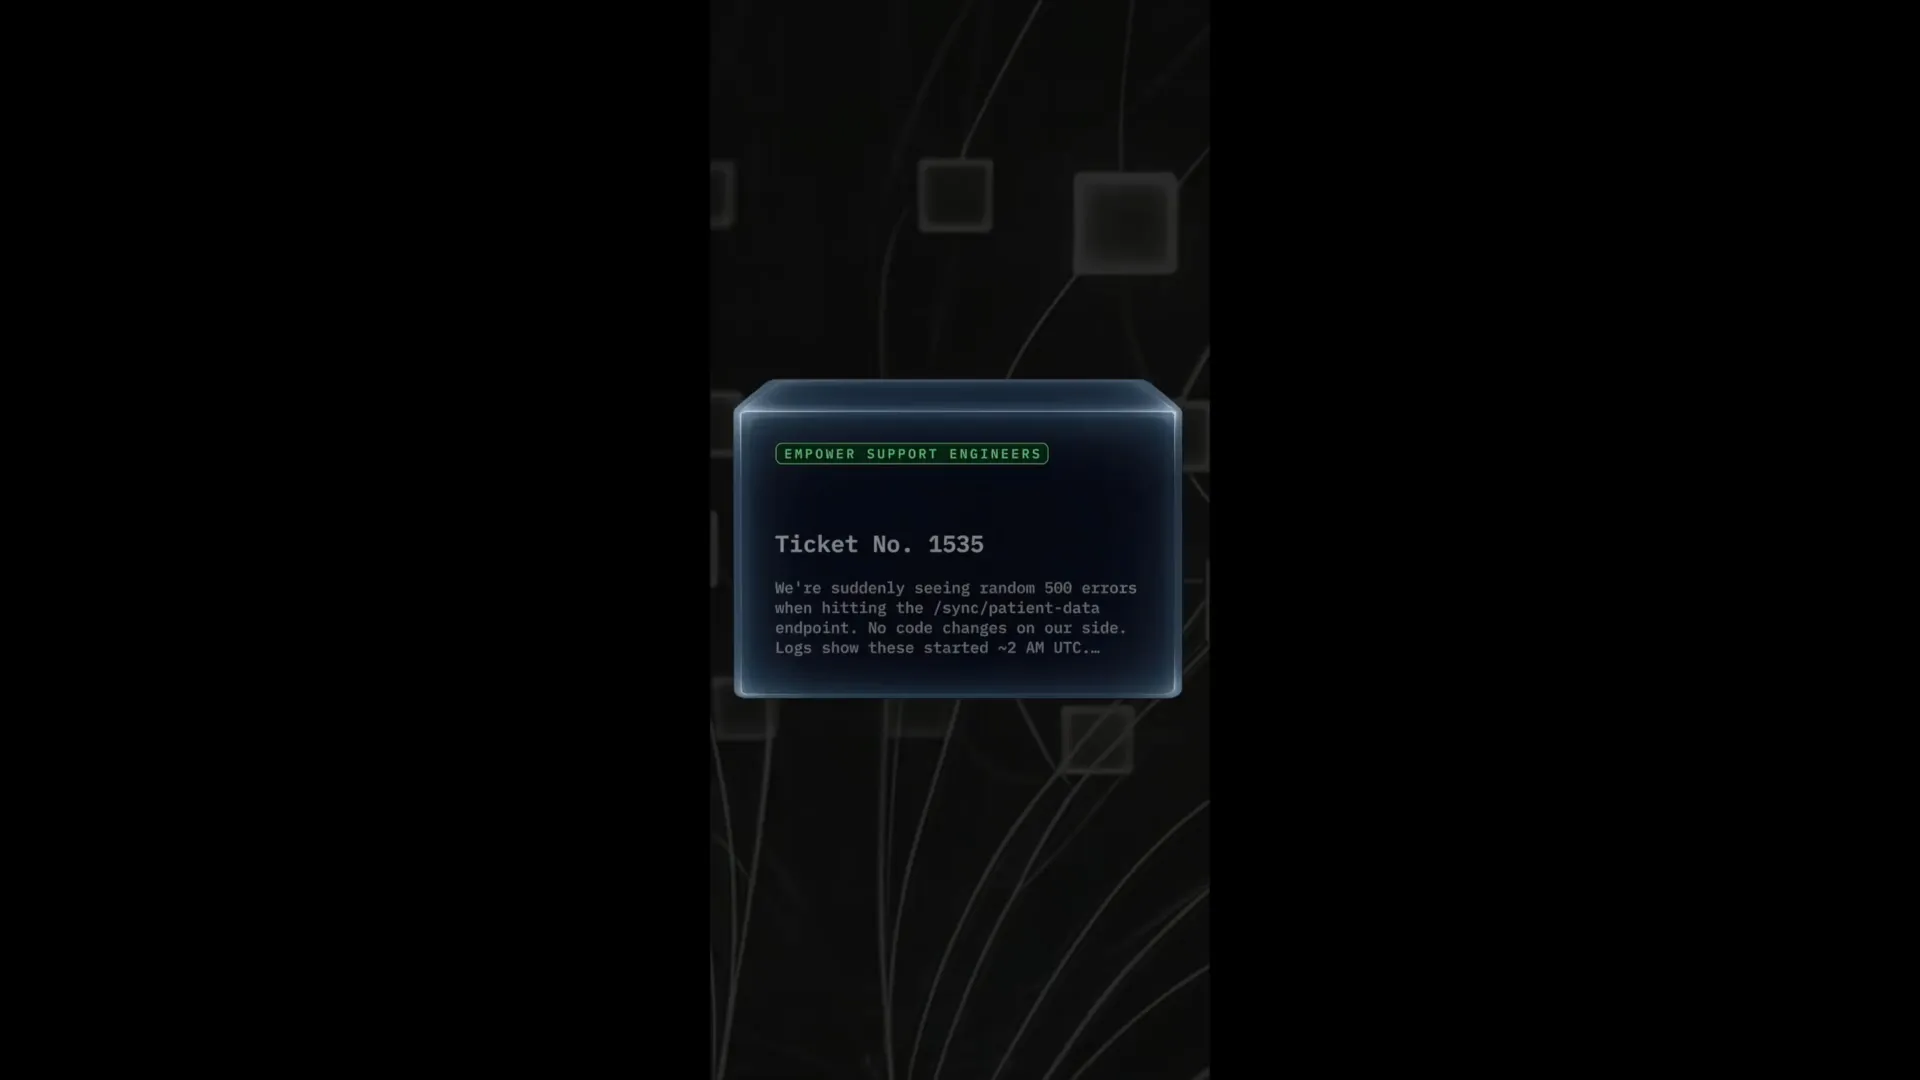 EMPOWER SUPPORT ENGINEERS
Ticket No. 1535
We're suddenly seeing random 500 errors
when hitting the /sync/patient-data
endpoint. No code changes on our side.
Logs show these started ~2 AM UTC.…